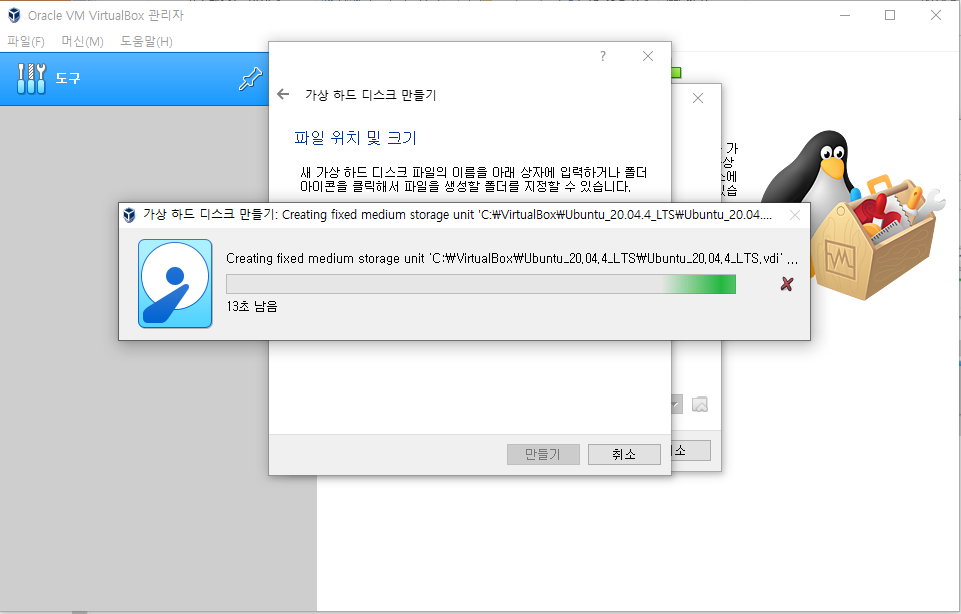 Oracle VM VirtualBox 관리자
파일(F) 머신(M) 도움말(H)
도구
?
가상 하드 디스크 만들기
파일 위치 및 크기
새 가상 하드 디스크 파일의 이름을 아래 상자에 입력하거나 폴더
아이콘을 클릭해서 파일을 생성할 폴더를 지정할 수 있습니다.
가
상
에
있습
가상 하드 디스크 만들기: Creating fixed medium storage unit 'C:₩VirtualBox₩Ubuntu_20.04.4_LTS₩Ubuntu_20.04....
Creating fixed medium storage unit 'C:₩VirtualBox₩Ubuntu_20.04.4_LTS₩Ubuntu_20.04.4_LTS.vdi' ...
13초 남음
만들기
취소
소